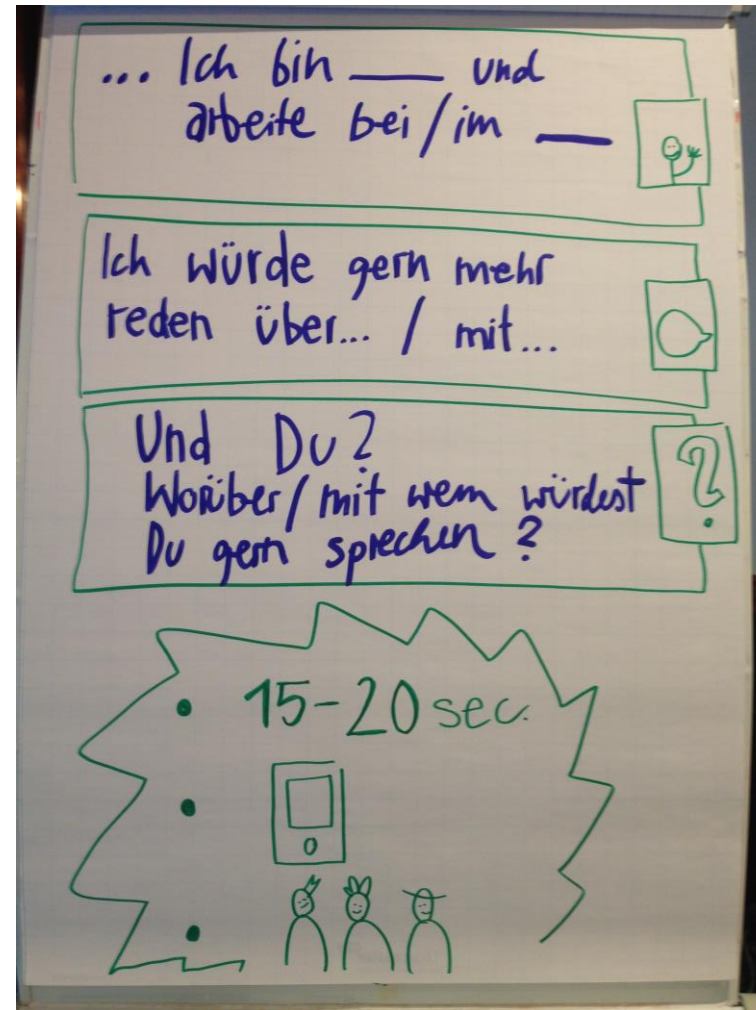 ... Ich bin ___ und
arbeite bei/im ___
Ich würde gern mehr
reden über... / mit...
Und Du?
Worüber/mit wem würdest
Du gern sprechen?
?
• 15-20 sec.